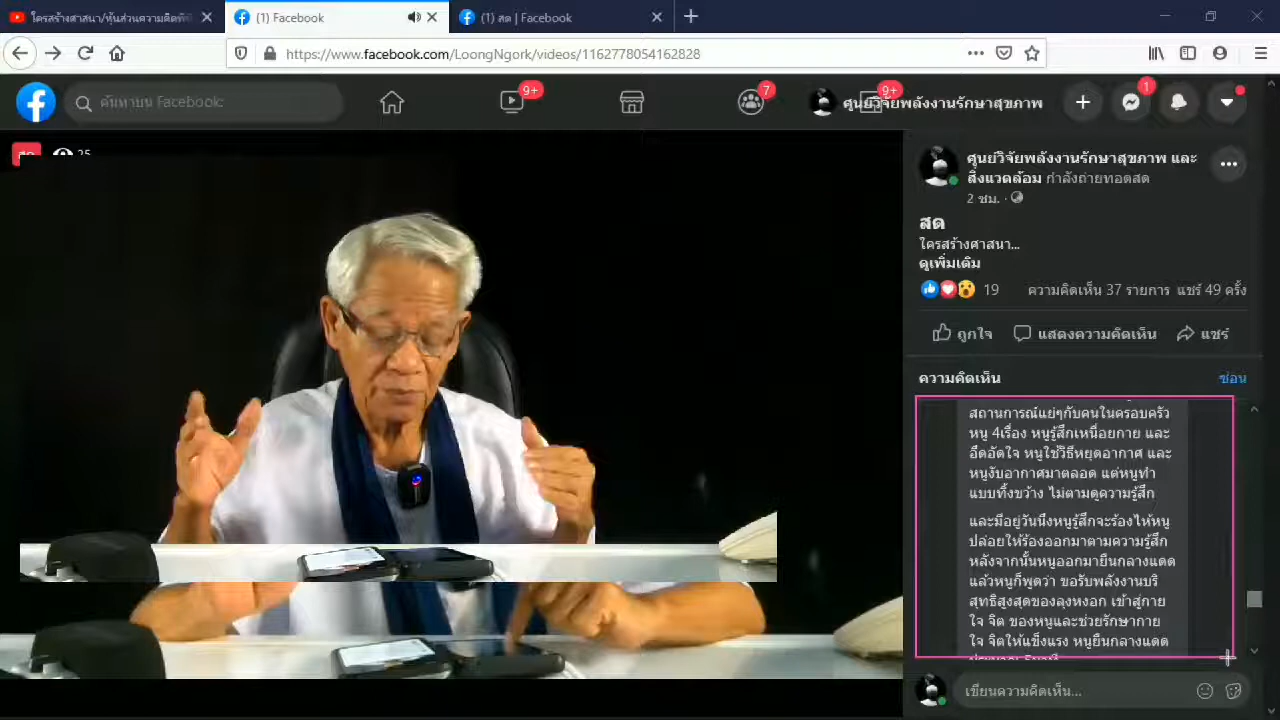 ใครสร้างศาสนา/หุ้นส่วนความคิดที่พั
(1) Facebook
(1) สด | Facebook
https://www.facebook.com/LoongNgork/videos/1162778054162828
ค้นหาบน Facebook
9+
7
9+
ศูนย์วิจัยพลังงานรักษาสุขภาพ
1
สด
25
ศูนย์วิจัยพลังงานรักษาสุขภาพ และ
สิ่งแวดล้อม กำลังถ่ายทอดสด
2 ชม. ·
สด
ใครสร้างศาสนา...
ดูเพิ่มเติม
19
ความคิดเห็น 37 รายการ แชร์ 49 ครั้ง
ถูกใจ
แสดงความคิดเห็น
แชร์
ความคิดเห็น
ซ่อน
สถานการณ์แย่ๆกับคนในครอบครัว
หนู 4เรื่อง หนูรู้สึกเหนื่อยกาย และ
อึดอัดใจ หนูใช้วิธีหยุดอากาศ และ
หนูงับอากาศมาตลอด แต่หนูทำ
แบบทิ้งขว้าง ไม่ตามดูความรู้สึก
และมีอยู่วันนึงหนูรู้สึกจะร้องไห้หนู
ปล่อยให้ร้องออกมาตามความรู้สึก
หลังจากนั้นหนูออกมายืนกลางแดด
แล้วหนูก็พูดว่า ขอรับพลังงานบริ
สุทธิ์สูงสุดของลุงหงอก เข้าสู่กาย
ใจ จิต ของหนูและช่วยรักษากาย
ใจ จิตให้แข็งแรง หนูยืนกลางแดด
เขียนความคิดเห็น...